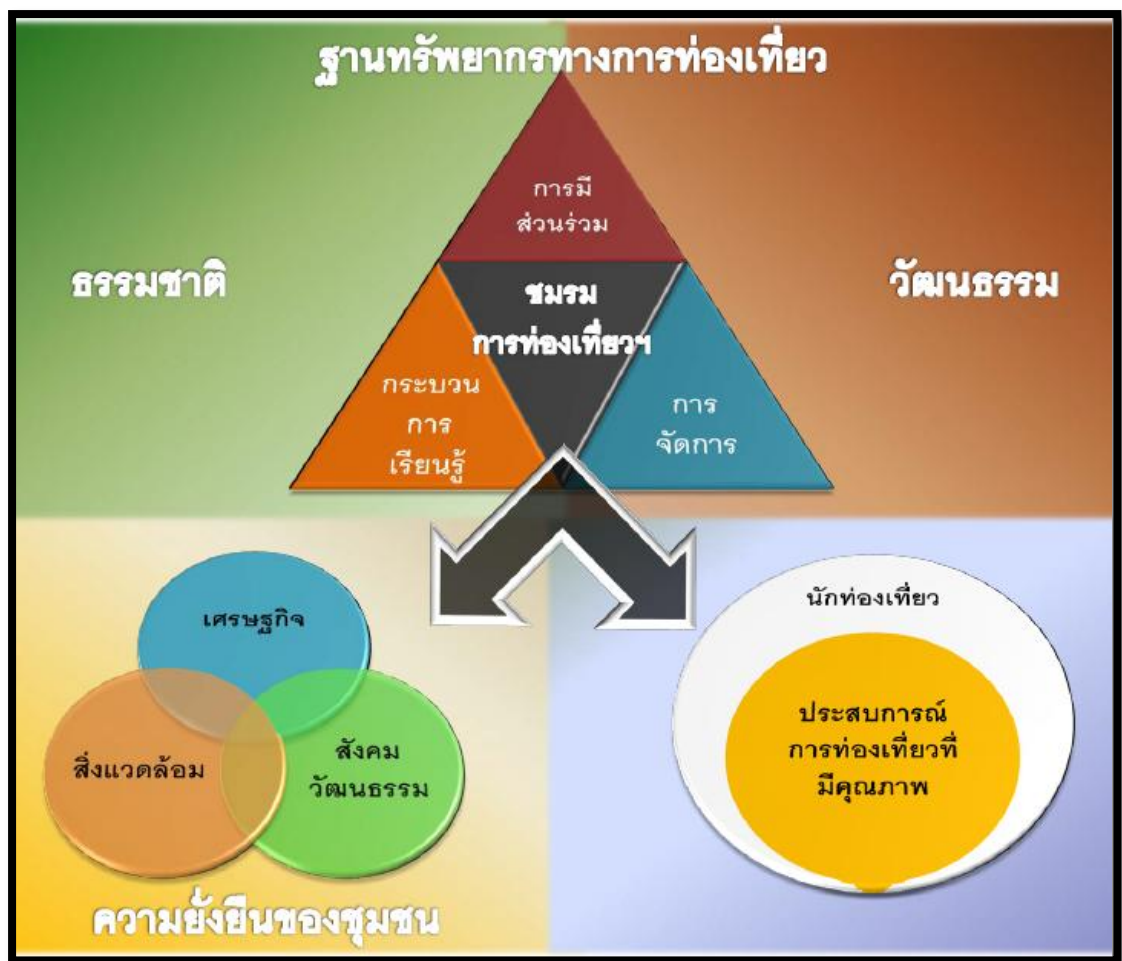 ฐานทรัพยากรทางการท่องเที่ยว
การมี
ส่วนร่วม
ธรรมชาติ
วัฒนธรรม
ชมรม
การท่องเที่ยวฯ
กระบวน
การ
เรียนรู้
การ
จัดการ
เศรษฐกิจ
สิ่งแวดล้อม
สังคม
วัฒนธรรม
ความยั่งยืนของชุมชน
นักท่องเที่ยว
ประสบการณ์
การท่องเที่ยวที่
มีคุณภาพ